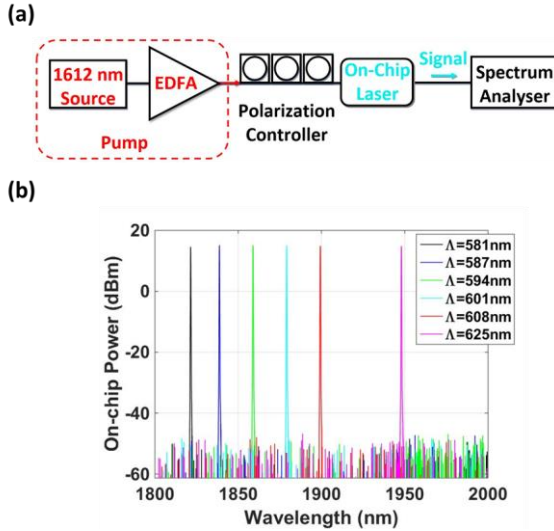 (a)
1612 nm
Source
EDFA
Pump
Polarization
Controller
On-Chip
Laser
Signal
Spectrum
Analyser
(b)
On-chip Power (dBm)
20
0
-20
-40
-60
1800
1850
1900
1950
2000
Wavelength (nm)
Λ=581nm
Λ=587nm
Λ=594nm
Λ=601nm
Λ=608nm
Λ=625nm